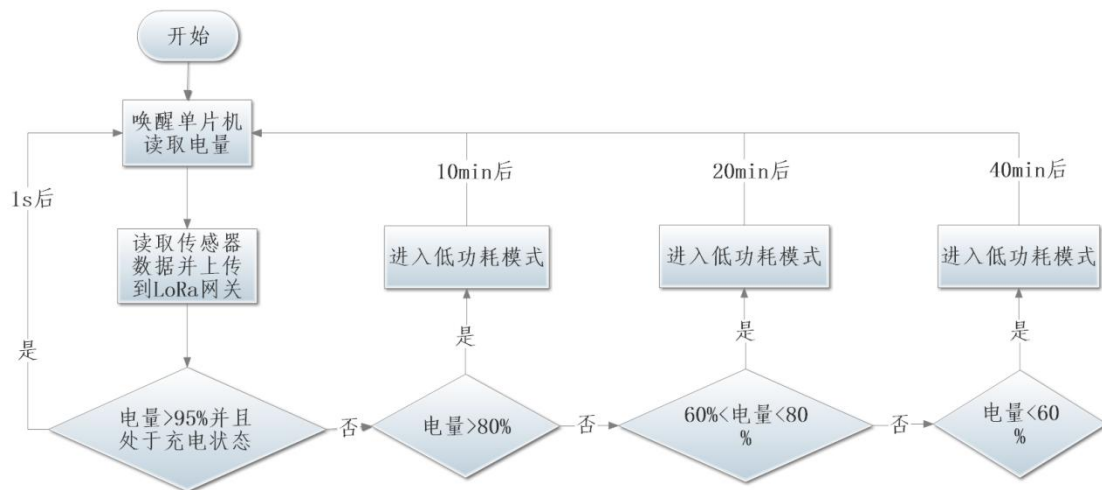 开始
唤醒单片机
读取电量
1s后
10min后
20min后
40min后
读取传感器
数据并上传
到LoRa网关
进入低功耗模式
进入低功耗模式
进入低功耗模式
是
是
是
是
电量>95%并且
处于充电状态
否
电量>80%
否
60%<电量<80
%
否
电量<60
%